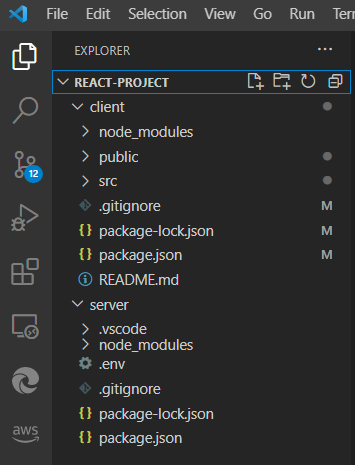 File Edit Selection View Go Run Terr
EXPLORER ...
REACT-PROJECT
client
node_modules
public
src
.gitignore M
package-lock.json M
12
package.json M
README.md
server
.vscode
node_modules
.env
.gitignore
package-lock.json
aws
package.json